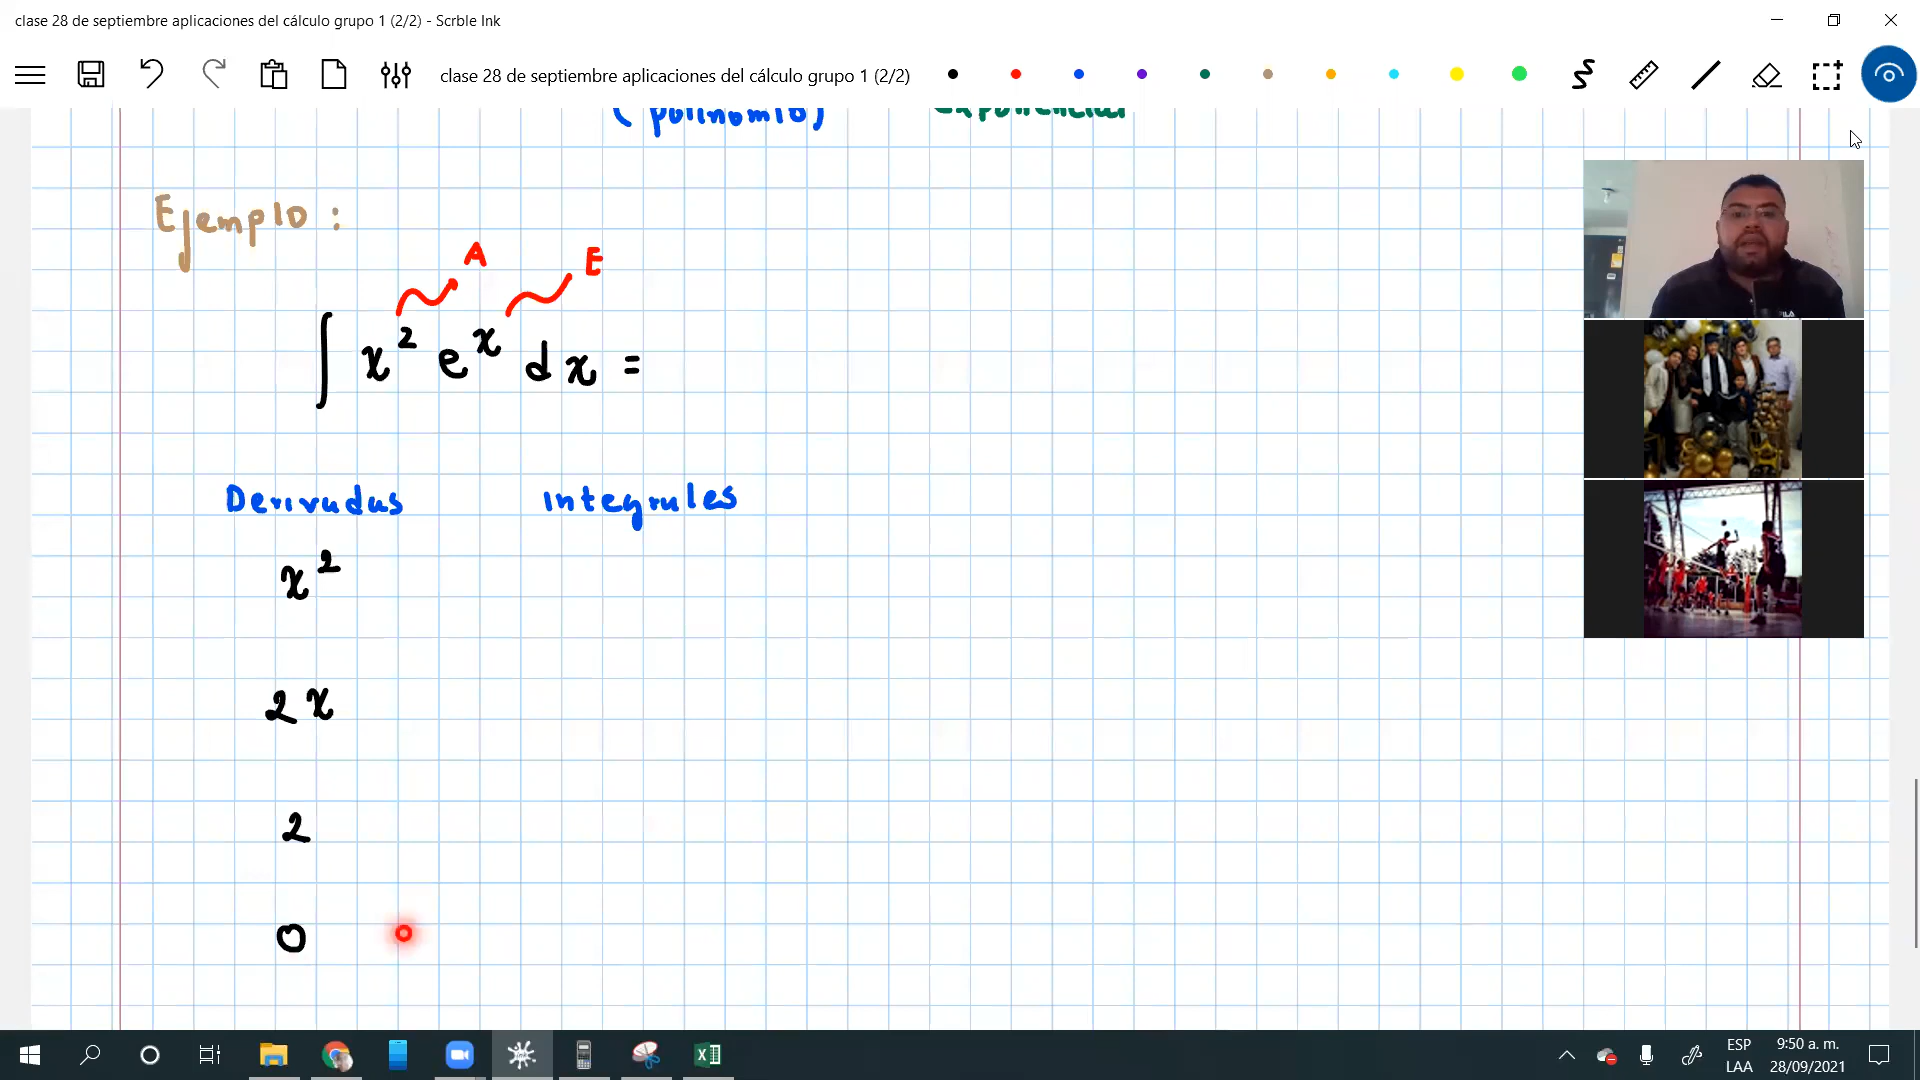 clase 28 de septiembre aplicaciones del cálculo grupo 1 (2/2) - Scrble Ink
clase 28 de septiembre aplicaciones del cálculo grupo 1 (2/2)
(polinomio) exponencial
Ejemplo :
A E
∫ x² eˣ dx =
Derivadas Integrales
x²
2x
2
0
ESP 9:50 a. m.
LAA 28/09/2021